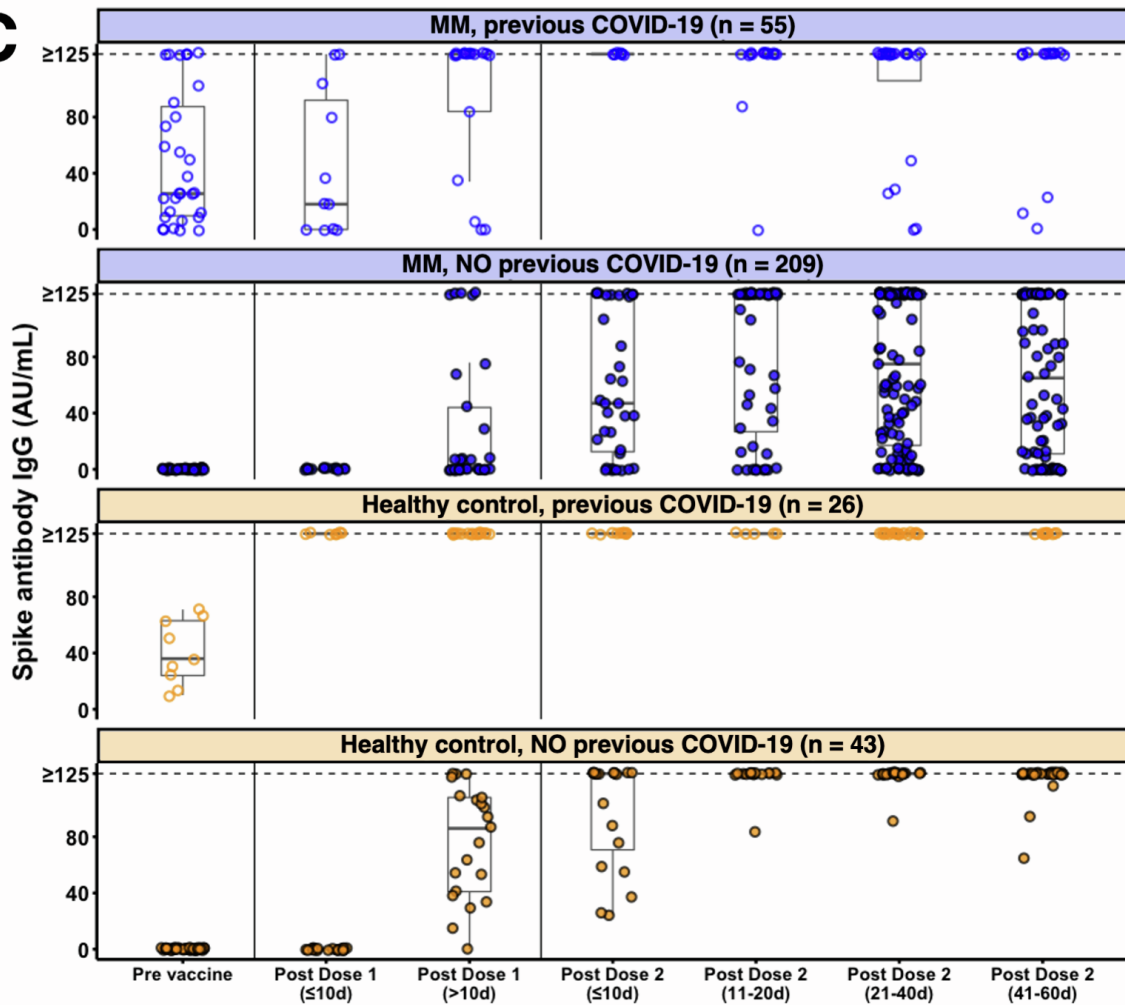 C
MM, previous COVID-19 (n = 55)
≥125
80
40
0
MM, NO previous COVID-19 (n = 209)
≥125
80
40
0
Healthy control, previous COVID-19 (n = 26)
≥125
80
40
0
Healthy control, NO previous COVID-19 (n = 43)
≥125
80
40
0
Spike antibody IgG (AU/mL)
Pre vaccine
Post Dose 1
(≤10d)
Post Dose 1
(>10d)
Post Dose 2
(≤10d)
Post Dose 2
(11-20d)
Post Dose 2
(21-40d)
Post Dose 2
(41-60d)